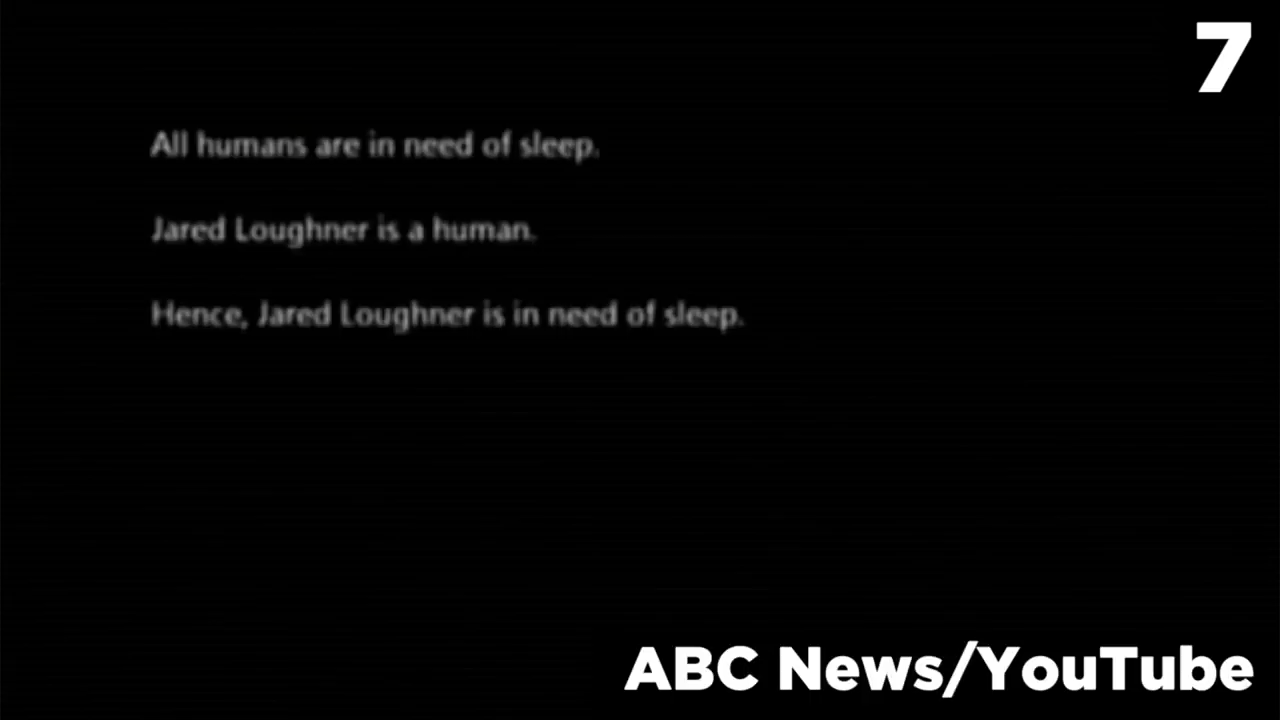 7
All humans are in need of sleep.
Jared Loughner is a human.
Hence, Jared Loughner is in need of sleep.
ABC News/YouTube